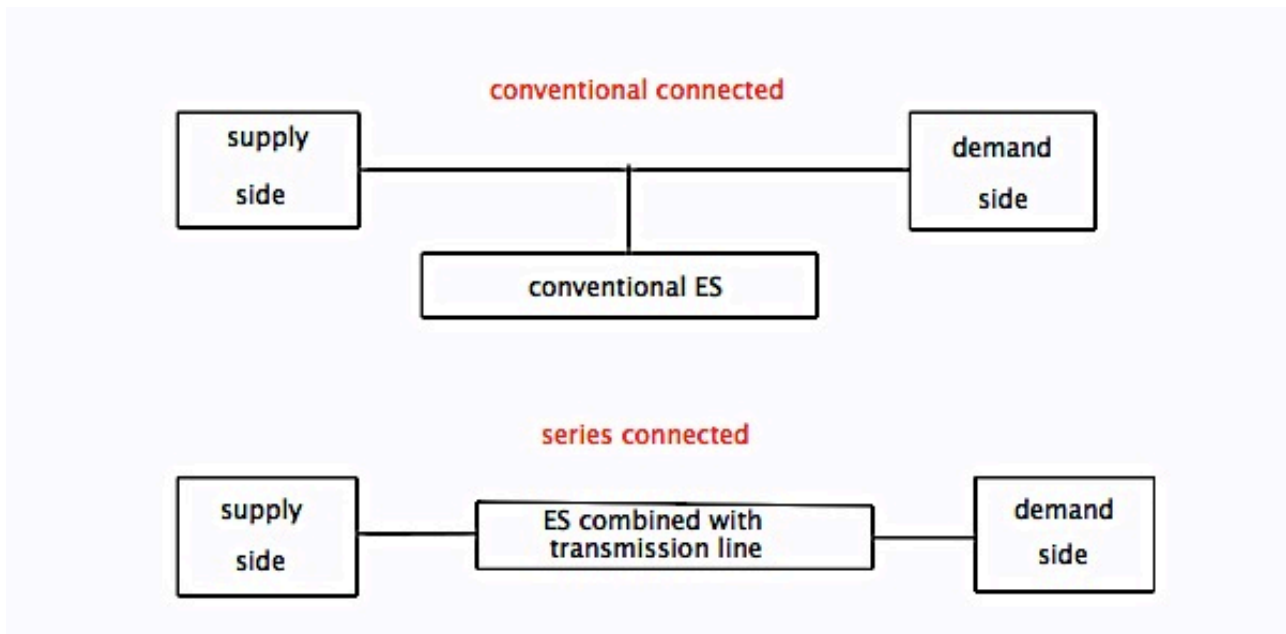 conventional connected
supply
side
demand
side
conventional ES
series connected
supply
side
ES combined with
transmission line
demand
side